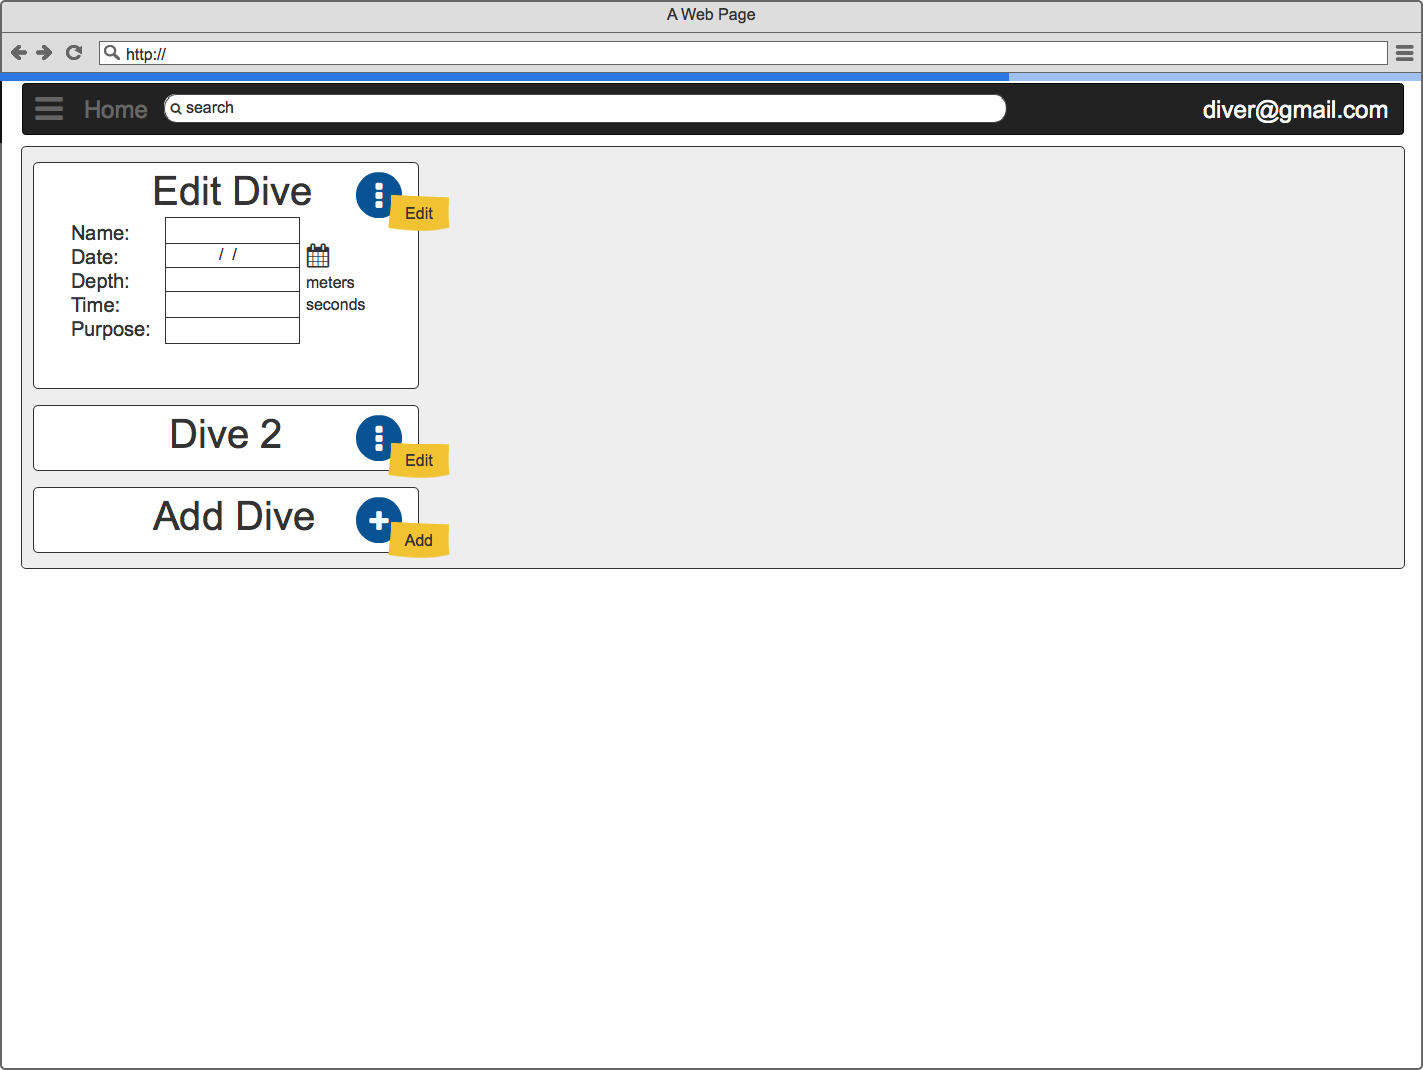 A Web Page
http://
Home search diver@gmail.com
Edit Dive
Edit
Name:
Date: / /
Depth: meters
Time: seconds
Purpose:
Dive 2
Edit
Add Dive
Add